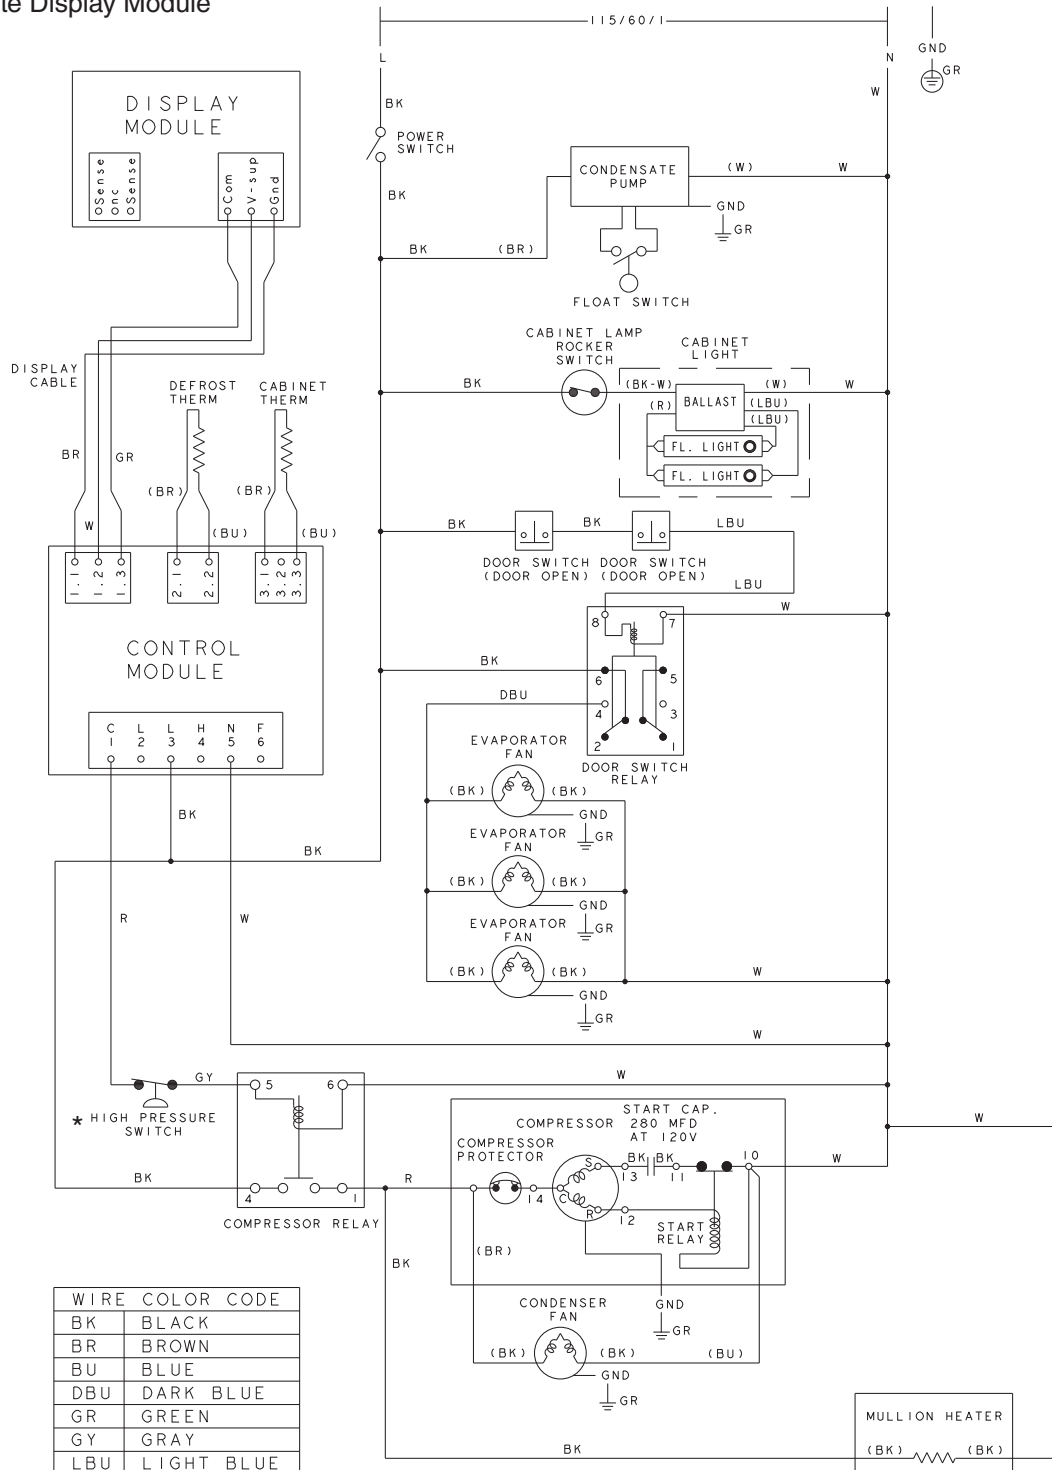 te Display Module
115/60/1
L
N
GND
GR
W
BK
POWER
SWITCH
BK
DISPLAY
MODULE
Sense
nc
Sense
Com
V-sup
Gnd
CONDENSATE
PUMP
(W)
W
GND
GR
BK
(BR)
FLOAT SWITCH
CABINET LAMP
ROCKER
SWITCH
CABINET
LIGHT
BK
(BK-W)
(W)
W
BALLAST
(R)
(LBU)
(LBU)
FL. LIGHT
FL. LIGHT
DISPLAY
CABLE
DEFROST
THERM
CABINET
THERM
BR
GR
W
(BR)
(BU)
(BR)
(BU)
1.1
1.2
1.3
2.1
2.2
3.1
3.2
3.3
CONTROL
MODULE
C
1
L
2
L
3
H
4
N
5
F
6
BK
BK
LBU
DOOR SWITCH
(DOOR OPEN)
DOOR SWITCH
(DOOR OPEN)
LBU
W
8
7
BK
6
5
DBU
4
3
2
1
DOOR SWITCH
RELAY
EVAPORATOR
FAN
(BK)
(BK)
GND
GR
EVAPORATOR
FAN
(BK)
(BK)
GND
GR
EVAPORATOR
FAN
(BK)
(BK)
W
GND
GR
BK
BK
R
W
W
GY
5
6
W
* HIGH PRESSURE
SWITCH
BK
4
1
COMPRESSOR RELAY
R
BK
COMPRESSOR
START CAP.
280 MFD
AT 120V
COMPRESSOR
PROTECTOR
S
BK
BK
10
W
W
13
11
14
C
R
12
START
RELAY
(BR)
GND
GR
CONDENSER
FAN
(BK)
(BK)
(BU)
GND
GR
WIRE COLOR CODE
BK BLACK
BR BROWN
BU BLUE
DBU DARK BLUE
GR GREEN
GY GRAY
LBU LIGHT BLUE
BK
MULLION HEATER
(BK)
(BK)